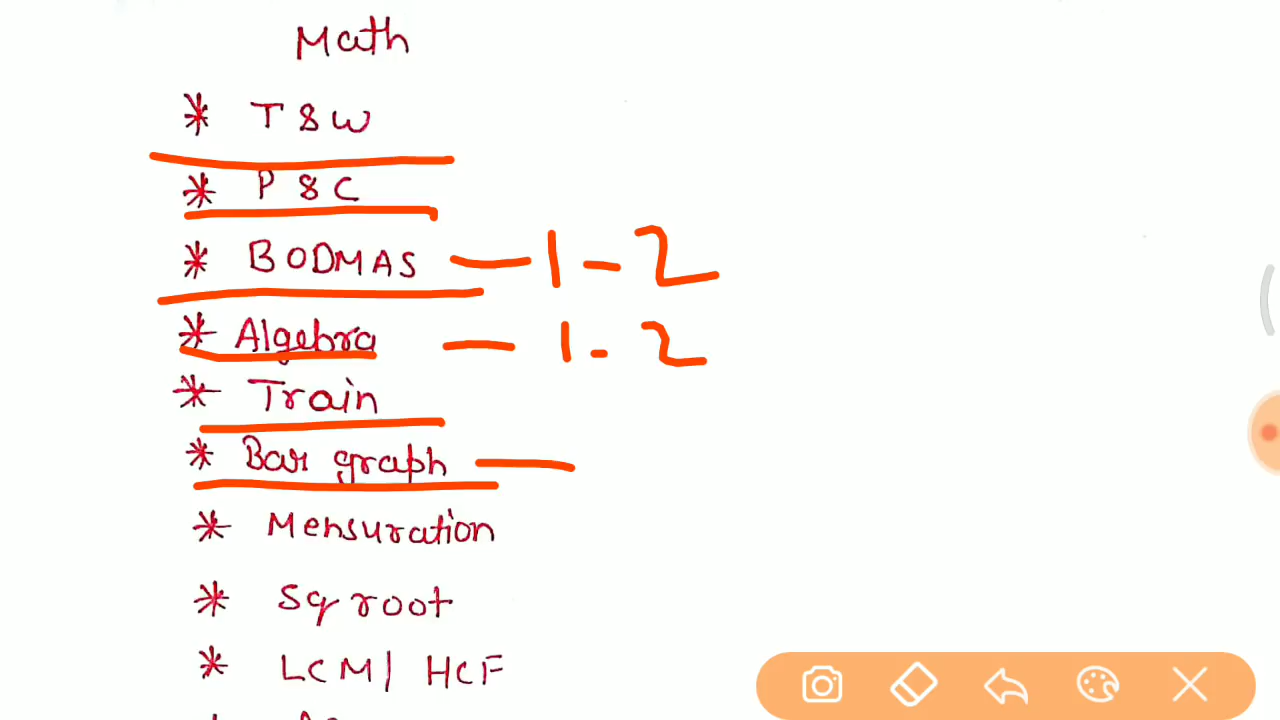 Math
* T & W
* P & C
* BODMAS — 1 - 2
* Algebra — 1 - 2
* Train
* Bar graph —
* Mensuration
* Sq root
* LCM / HCF